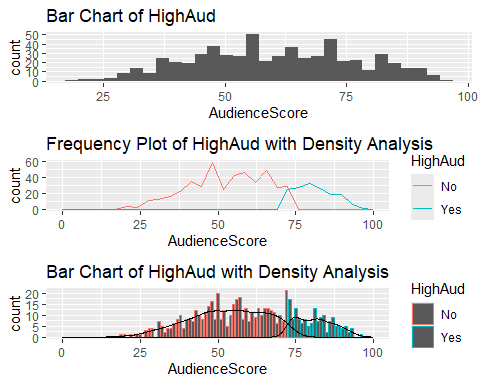 Bar Chart of HighAud
50
40
30
20
10
0
count
25
50
75
100
AudienceScore
Frequency Plot of HighAud with Density Analysis
60
40
20
0
count
0
25
50
75
100
AudienceScore
HighAud
No
Yes
Bar Chart of HighAud with Density Analysis
20
15
10
5
0
count
0
25
50
75
100
AudienceScore
HighAud
No
Yes